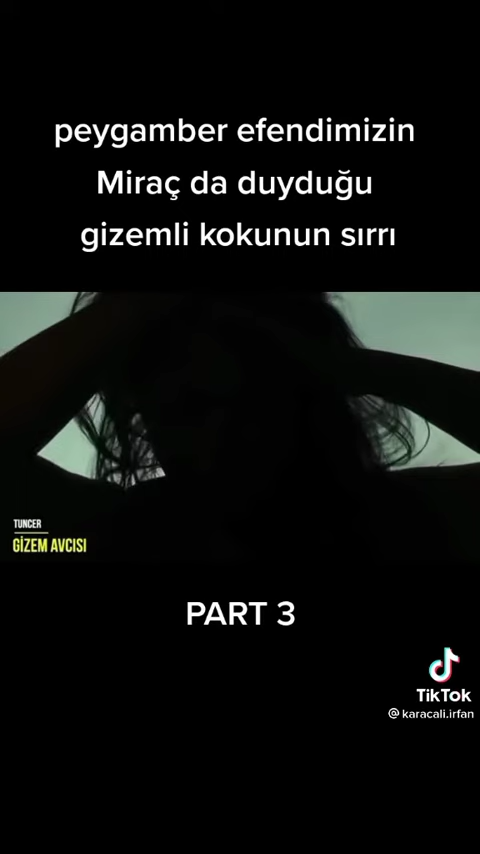 peygamber efendimizin
Miraç da duyduğu
gizemli kokunun sırrı
TUNCER
GİZEM AVCISI
PART 3
TikTok
@karacali.irfan